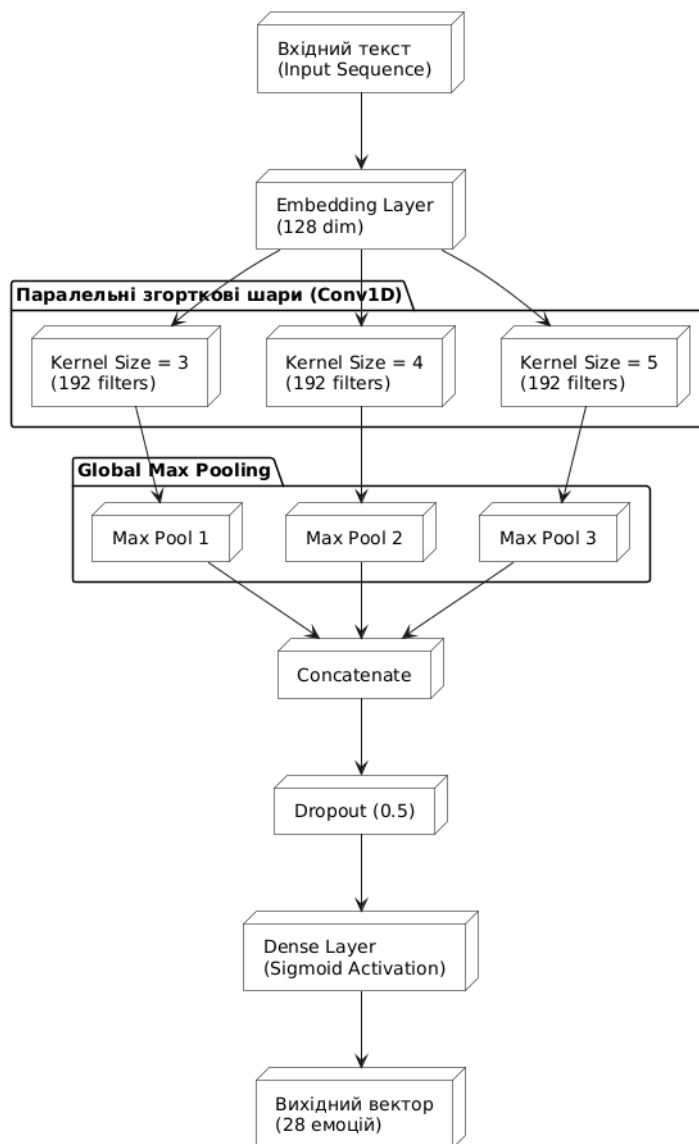 Вхідний текст
(Input Sequence)
Embedding Layer
(128 dim)
Паралельні згорткові шари (Conv1D)
Kernel Size = 3
(192 filters)
Kernel Size = 4
(192 filters)
Kernel Size = 5
(192 filters)
Global Max Pooling
Max Pool 1
Max Pool 2
Max Pool 3
Concatenate
Dropout (0.5)
Dense Layer
(Sigmoid Activation)
Вихідний вектор
(28 емоцій)